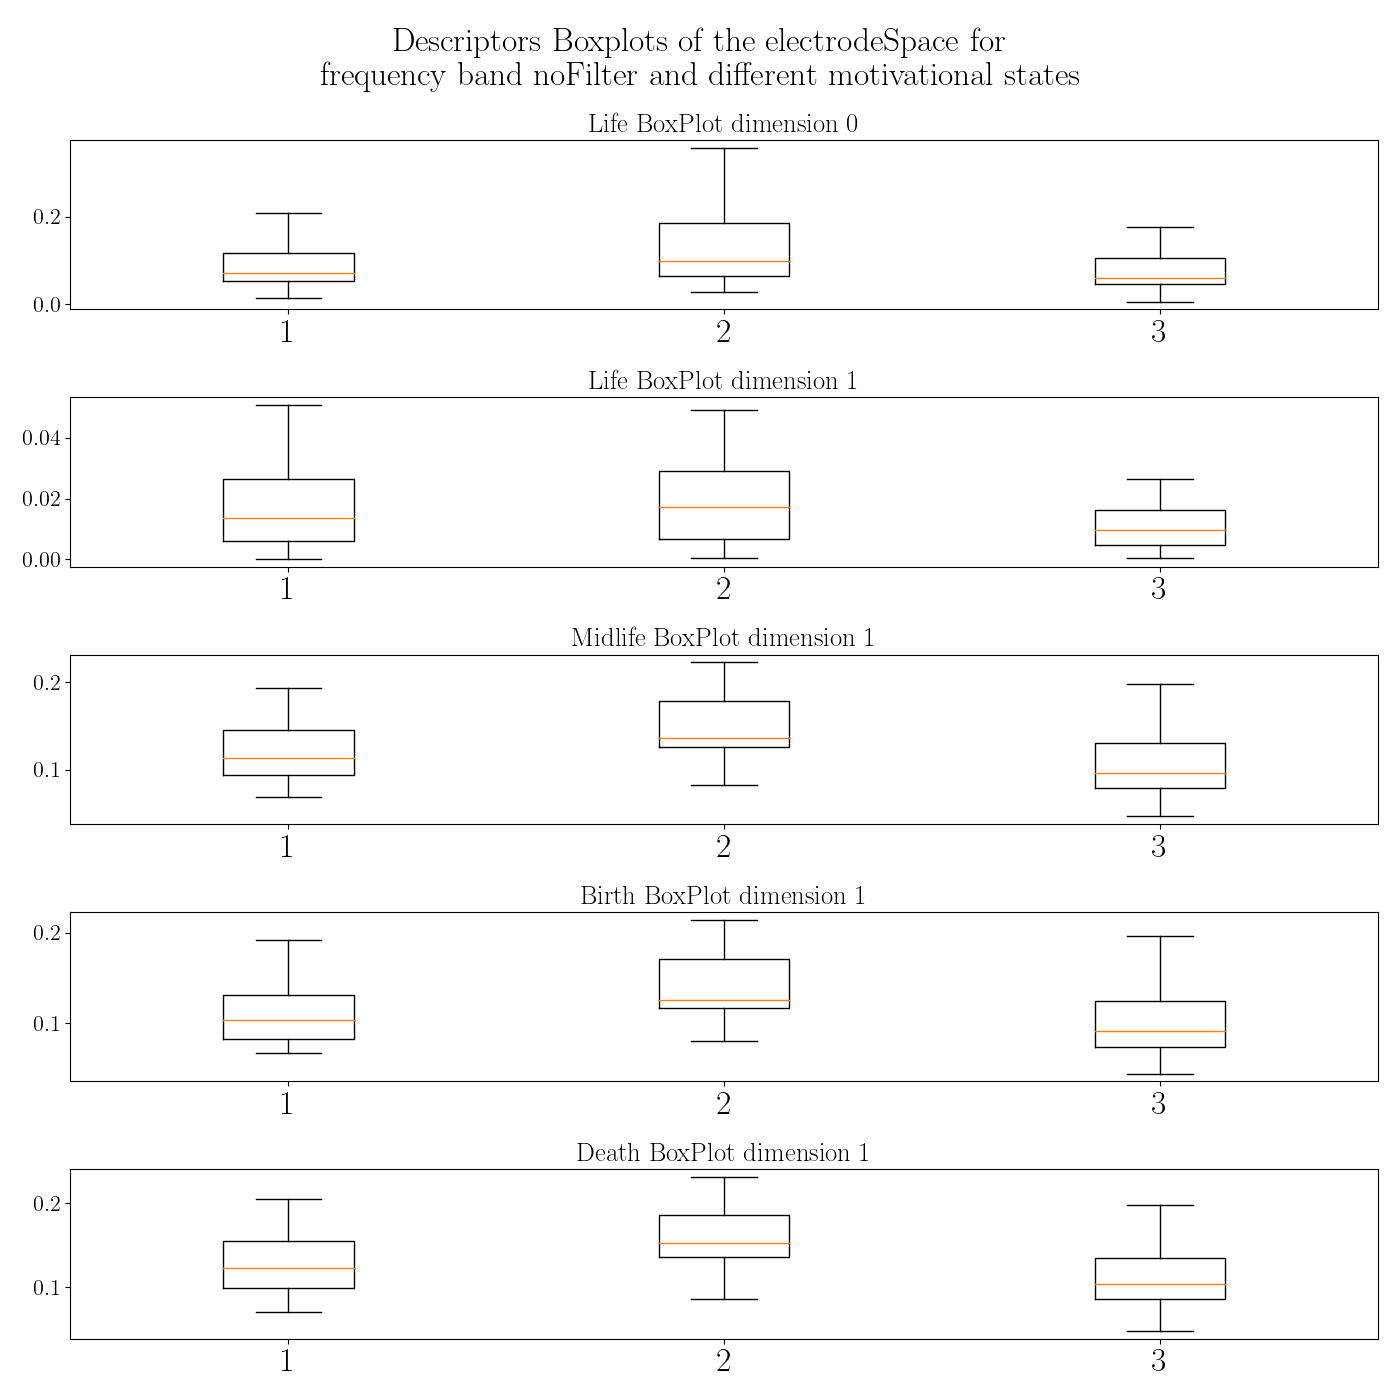 Descriptors Boxplots of the electrodeSpace for
frequency band noFilter and different motivational states
Life BoxPlot dimension 0
0.2
0.0
1 2 3
Life BoxPlot dimension 1
0.04
0.02
0.00
1 2 3
Midlife BoxPlot dimension 1
0.2
0.1
1 2 3
Birth BoxPlot dimension 1
0.2
0.1
1 2 3
Death BoxPlot dimension 1
0.2
0.1
1 2 3